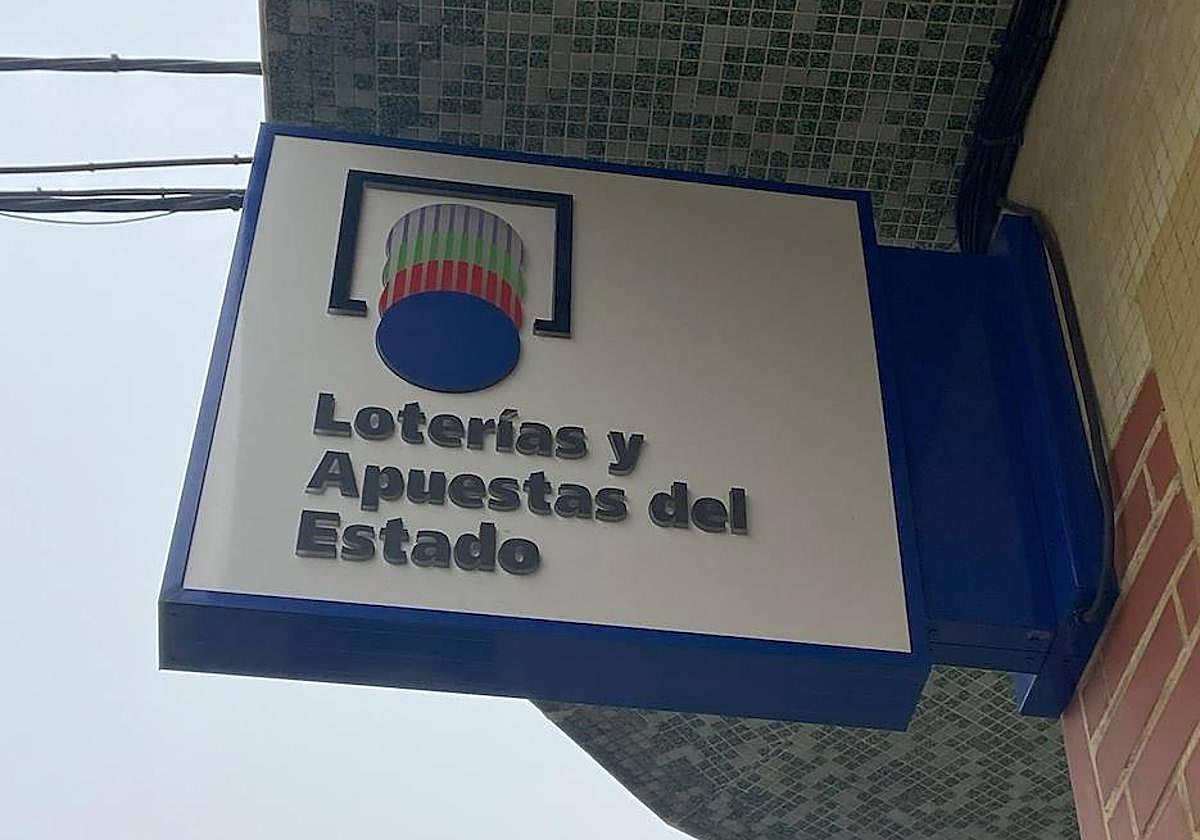 Loterías y
Apuestas del
Estado